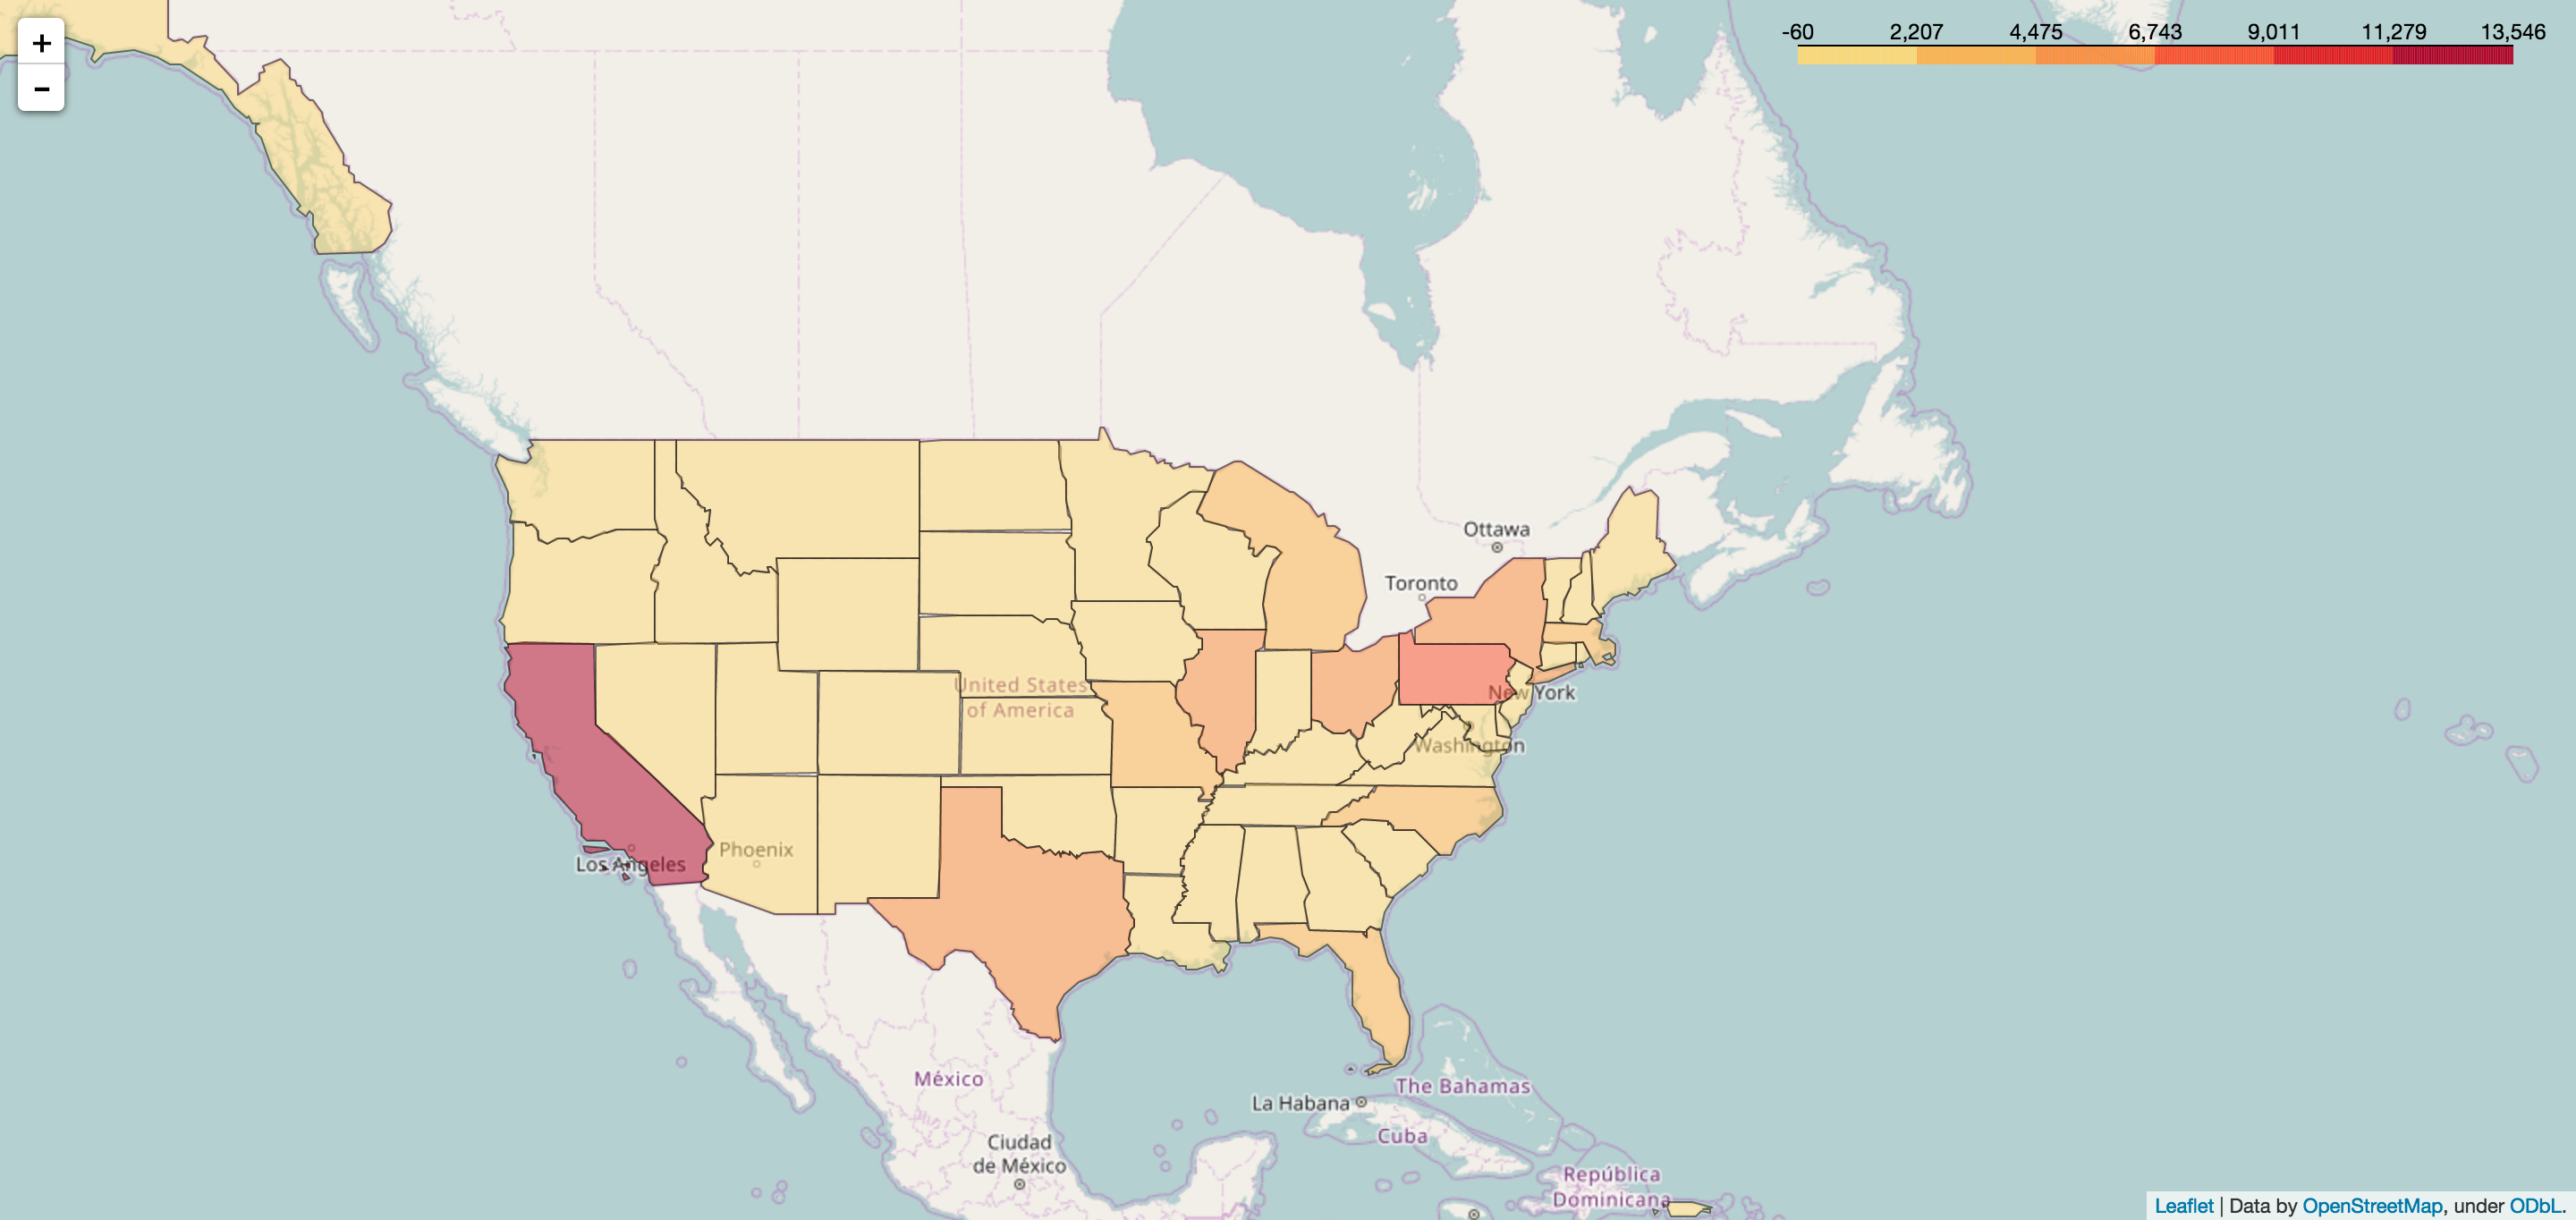 +
−
-60 2,207 4,475 6,743 9,011 11,279 13,546
Ottawa
Toronto
United States
of America
New York
Washington
Phoenix
Los Angeles
México
The Bahamas
La Habana
Cuba
Ciudad
de México
República
Dominicana
Leaflet | Data by OpenStreetMap, under ODbL.